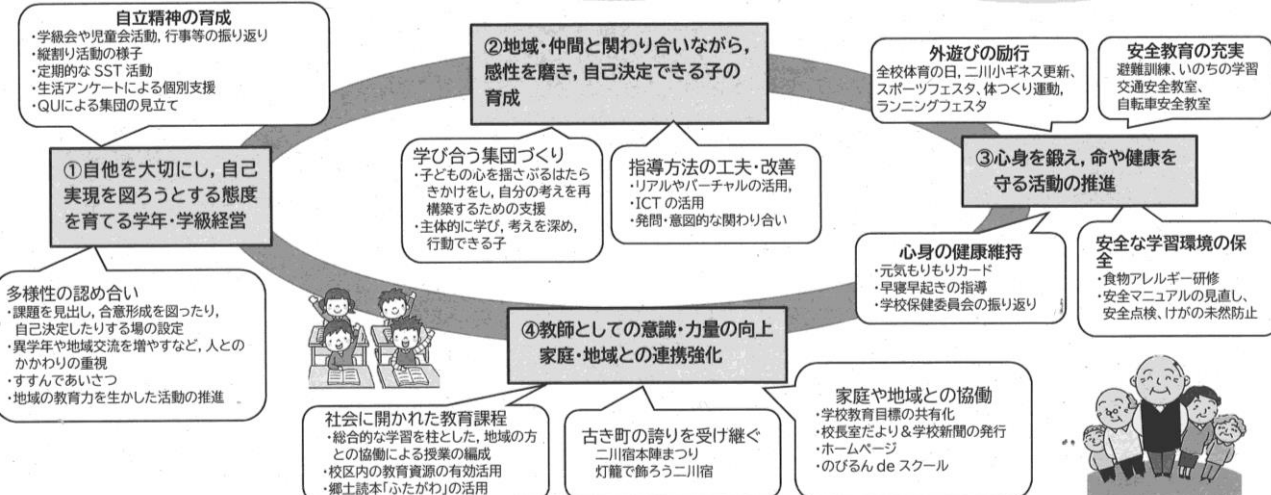 自立精神の育成
・学級会や児童会活動, 行事等の振り返り
・縦割り活動の様子
・定期的な SST 活動
・生活アンケートによる個別支援
・QUによる集団の見立て
①自他を大切にし, 自己
実現を図ろうとする態度
を育てる学年・学級経営
多様性の認め合い
・課題を見出し, 合意形成を図ったり,
自己決定したりする場の設定
・異学年や地域交流を増やすなど, 人との
かかわりの重視
・すすんであいさつ
・地域の教育力を生かした活動の推進
②地域・仲間と関わり合いながら,
感性を磨き, 自己決定できる子の
育成
学び合う集団づくり
・子どもの心を揺さぶるはたら
きかけをし, 自分の考えを再
構築するための支援
・主体的に学び, 考えを深め,
行動できる子
指導方法の工夫・改善
・リアルやバーチャルの活用,
・ICT の活用
・発問・意図的な関わり合い
外遊びの励行
全校体育の日, 二川小ギネス更新、
スポーツフェスタ、体つくり運動,
ランニングフェスタ
安全教育の充実
避難訓練、いのちの学習
交通安全教室、
自転車安全教室
③心身を鍛え, 命や健康を
守る活動の推進
心身の健康維持
・元気もりもりカード
・早寝早起きの指導
・学校保健委員会の振り返り
安全な学習環境の保
全
・食物アレルギー研修
・安全マニュアルの見直し、
安全点検、けがの未然防止
④教師としての意識・力量の向上
家庭・地域との連携強化
社会に開かれた教育課程
・総合的な学習を柱とした, 地域の方
との協働による授業の編成
・校区内の教育資源の有効活用
・郷土読本「ふたがわ」の活用
古き町の誇りを受け継ぐ
二川宿本陣まつり
灯籠で飾ろう二川宿
家庭や地域との協働
・学校教育目標の共有化
・校長室だより&学校新聞の発行
・ホームページ
・のびるん de スクール